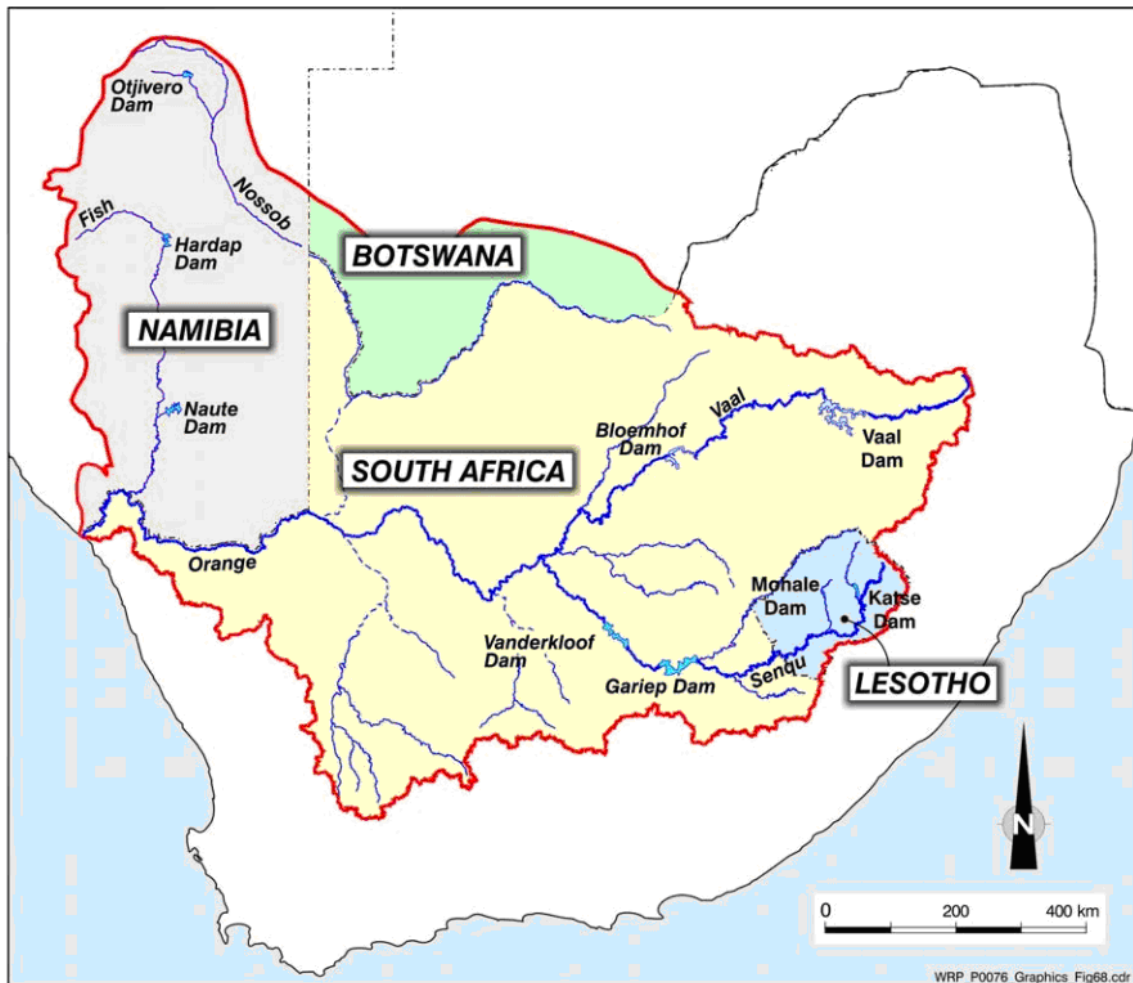 Otjivero
Dam
Nossob
Fish
Hardap
Dam
BOTSWANA
NAMIBIA
Naute
Dam
Bloemhof
Dam
Vaal
Vaal
Dam
SOUTH AFRICA
Orange
Mohale
Dam
Katse
Dam
Vanderkloof
Dam
Gariep Dam
Senqu
LESOTHO
N
0 200 400 km
WRP_P0076_Graphics_Fig68.cdr